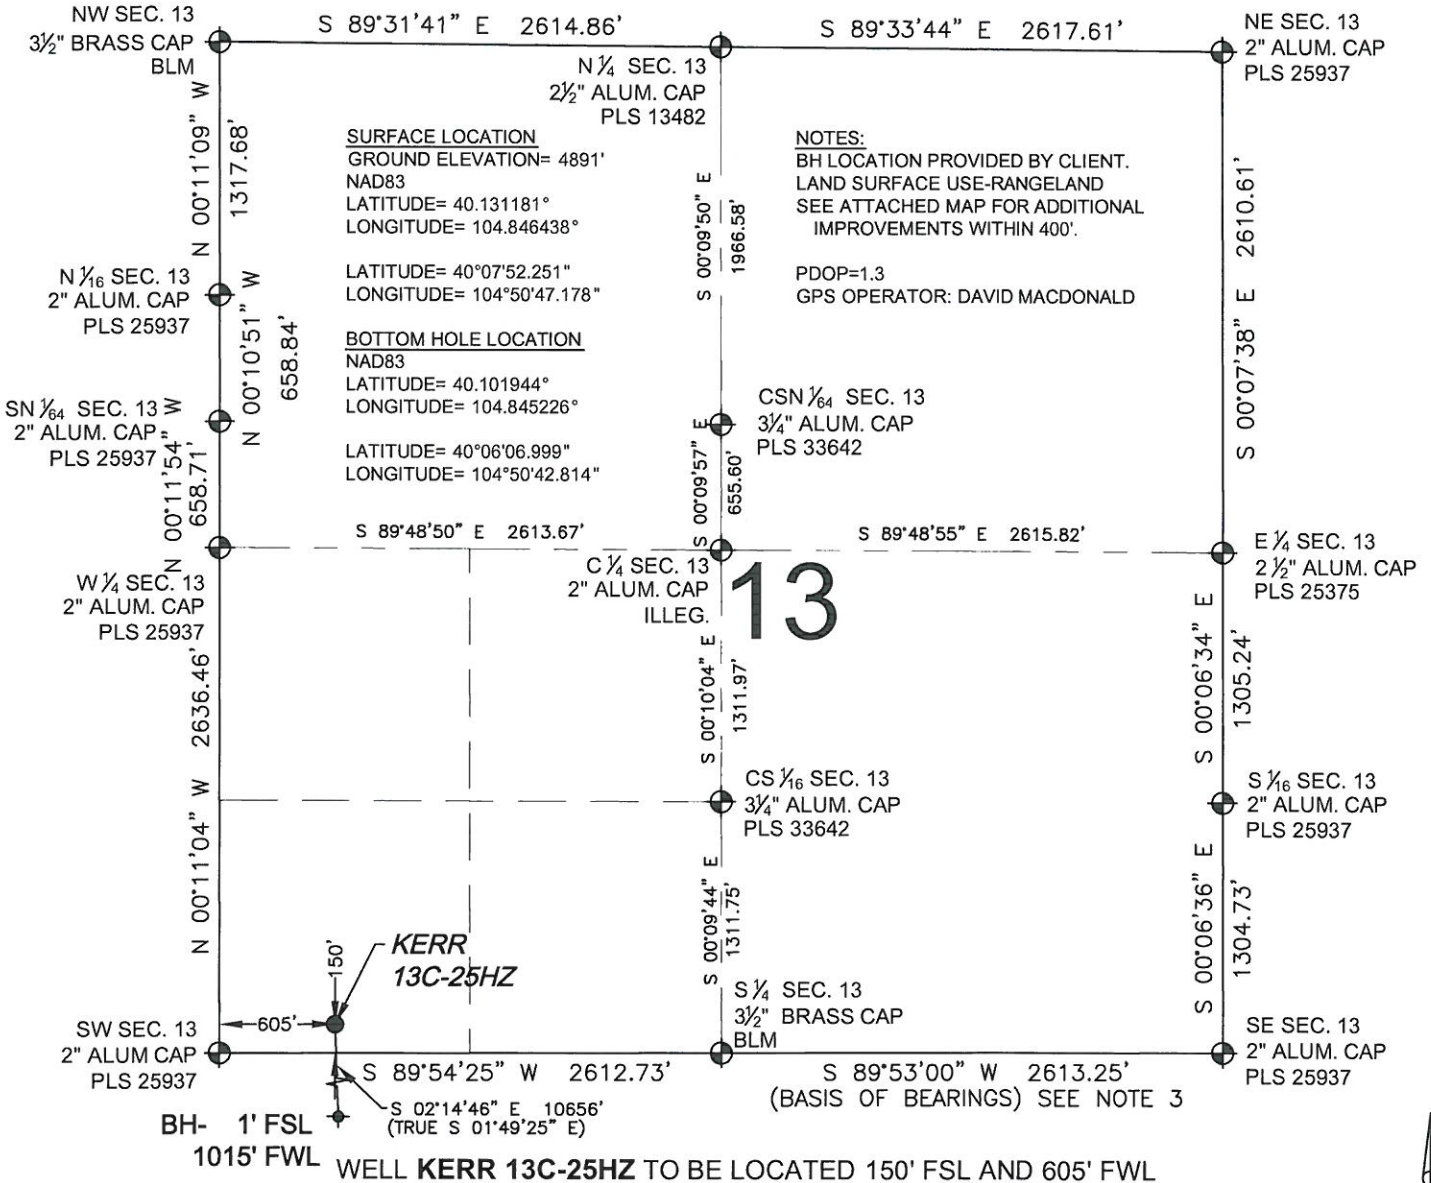 NW SEC. 13
3½" BRASS CAP
BLM
S 89°31'41" E 2614.86'
S 89°33'44" E 2617.61'
NE SEC. 13
2" ALUM. CAP
PLS 25937
N ¼ SEC. 13
2½" ALUM. CAP
PLS 13482
N 00°11'09" W
1317.68'
SURFACE LOCATION
GROUND ELEVATION= 4891'
NAD83
LATITUDE= 40.131181°
LONGITUDE= 104.846438°
LATITUDE= 40°07'52.251"
LONGITUDE= 104°50'47.178"
BOTTOM HOLE LOCATION
NAD83
LATITUDE= 40.101944°
LONGITUDE= 104.845226°
LATITUDE= 40°06'06.999"
LONGITUDE= 104°50'42.814"
S 00°09'50" E
1966.58'
NOTES:
BH LOCATION PROVIDED BY CLIENT.
LAND SURFACE USE-RANGELAND
SEE ATTACHED MAP FOR ADDITIONAL
IMPROVEMENTS WITHIN 400'.
PDOP=1.3
GPS OPERATOR: DAVID MACDONALD
S 00°07'38" E 2610.61'
N 1⁄16 SEC. 13
2" ALUM. CAP
PLS 25937
N 00°10'51" W
658.84'
SN 1⁄64 SEC. 13
2" ALUM. CAP
PLS 25937
N 00°11'54" W
658.71'
CSN 1⁄64 SEC. 13
3¼" ALUM. CAP
PLS 33642
S 00°09'57" E
655.60'
S 89°48'50" E 2613.67'
S 89°48'55" E 2615.82'
W ¼ SEC. 13
2" ALUM. CAP
PLS 25937
C ¼ SEC. 13
2" ALUM. CAP
ILLEG.
13
E ¼ SEC. 13
2 ½" ALUM. CAP
PLS 25375
N 00°11'04" W 2636.46'
S 00°10'04" E
1311.97'
S 00°06'34" E
1305.24'
CS 1⁄16 SEC. 13
3¼" ALUM. CAP
PLS 33642
S 1⁄16 SEC. 13
2" ALUM. CAP
PLS 25937
S 00°09'44" E
1311.75'
S 00°06'36" E
1304.73'
150'
KERR
13C-25HZ
605'
SW SEC. 13
2" ALUM CAP
PLS 25937
S ¼ SEC. 13
3½" BRASS CAP
BLM
SE SEC. 13
2" ALUM. CAP
PLS 25937
S 89°54'25" W 2612.73'
S 89°53'00" W 2613.25'
(BASIS OF BEARINGS) SEE NOTE 3
S 02°14'46" E 10656'
(TRUE S 01°49'25" E)
BH- 1' FSL
1015' FWL
WELL KERR 13C-25HZ TO BE LOCATED 150' FSL AND 605' FWL